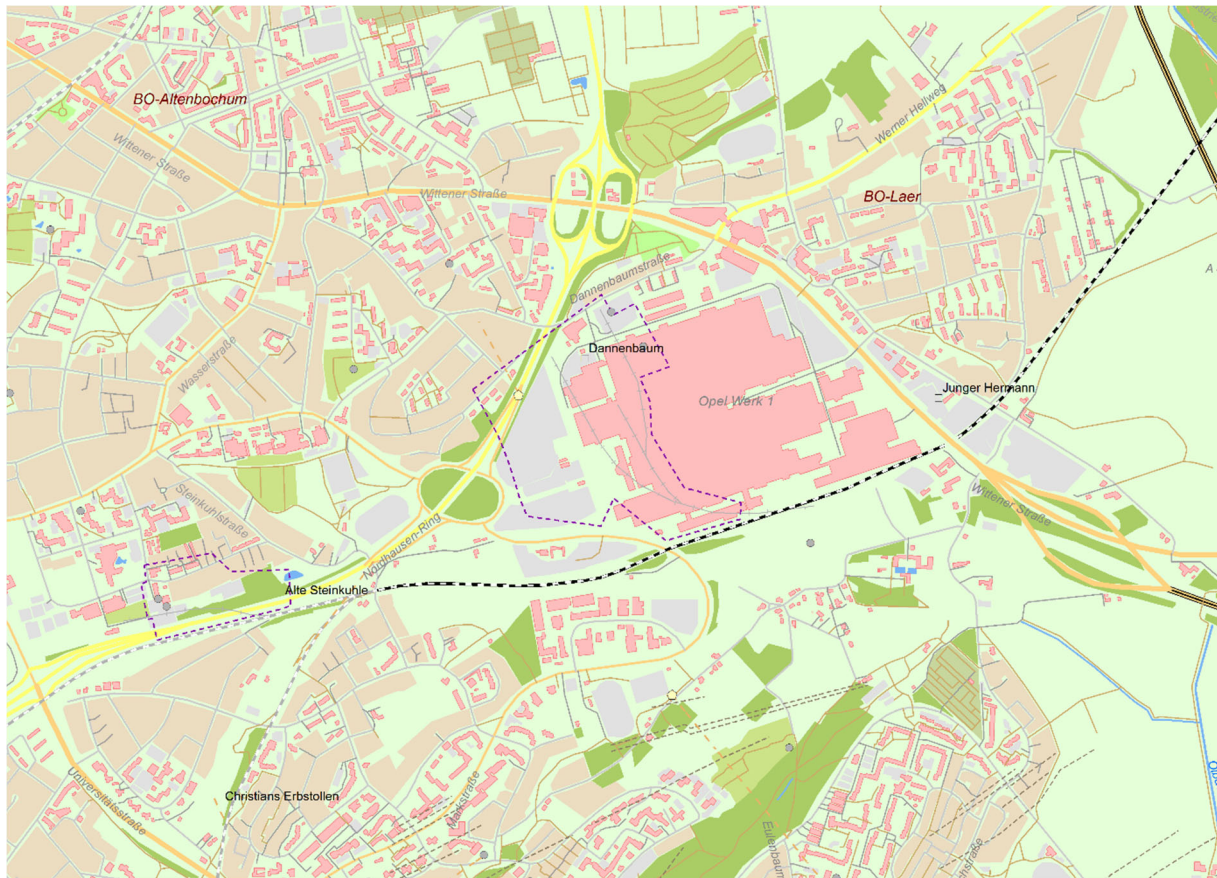 BO-Altenbochum
Wittener Straße
Wittener Straße
Werner Hellweg
BO-Laer
Dannenbaumstraße
Dannenbaum
Wasserstraße
Junger Hermann
Opel Werk 1
Steinkuhlstraße
Wittener Straße
Nordhausen-Ring
Alte Steinkuhle
Universitätsstraße
Christians Erbstollen
Markstraße
Eulenbaum